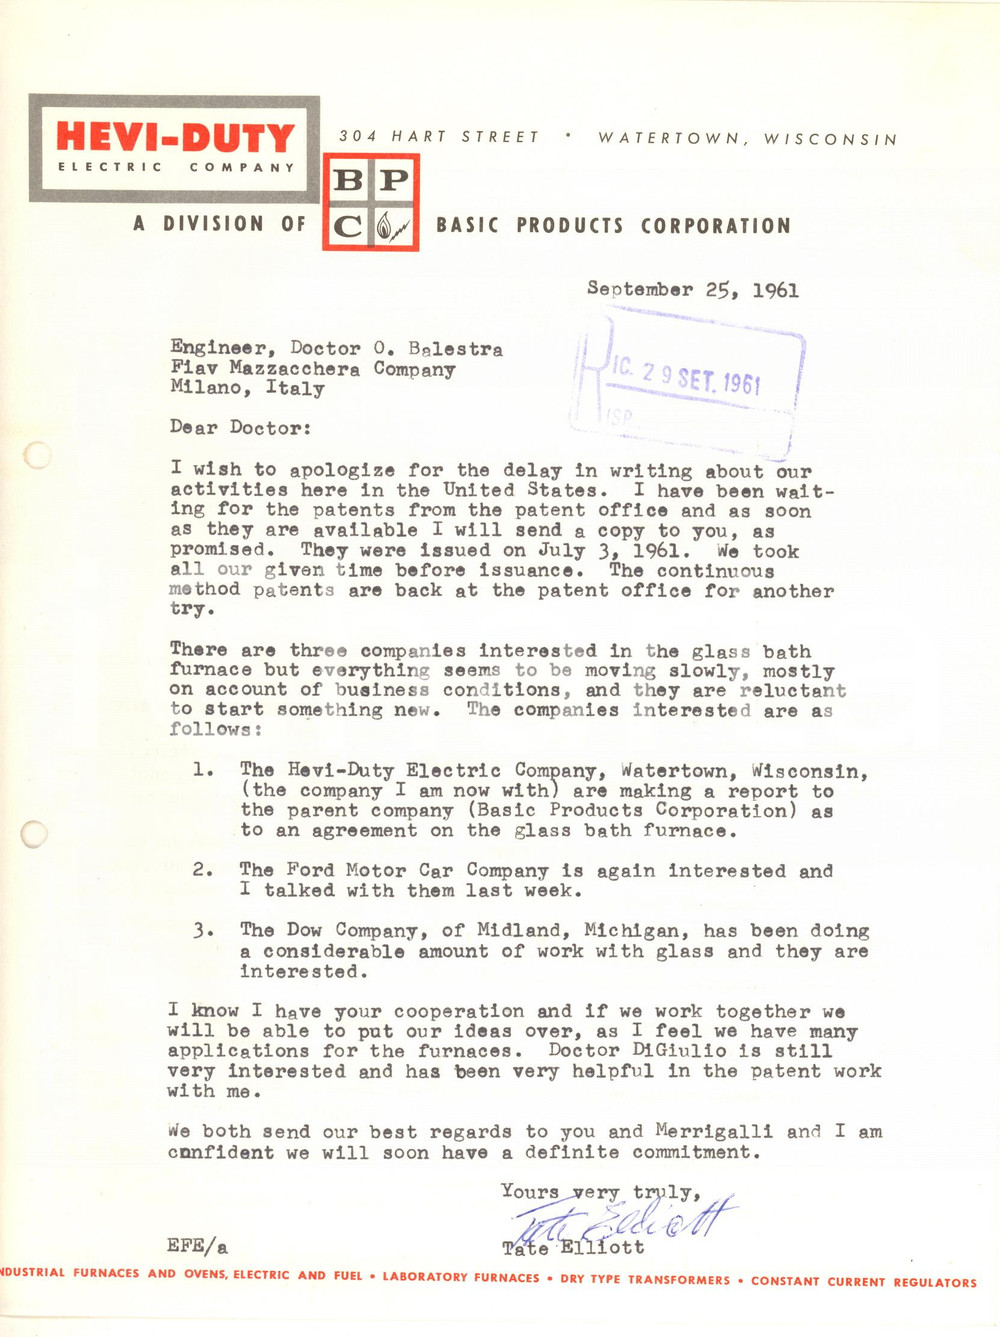 HEVI-DUTY
ELECTRIC COMPANY
304 HART STREET • WATERTOWN, WISCONSIN
B P
C
A DIVISION OF
BASIC PRODUCTS CORPORATION
September 25, 1961
RIC. 29 SET. 1961
RISP.
Engineer, Doctor O. Balestra
Fiav Mazzacchera Company
Milano, Italy
Dear Doctor:
I wish to apologize for the delay in writing about our
activities here in the United States.  I have been wait-
ing for the patents from the patent office and as soon
as they are available I will send a copy to you, as
promised.  They were issued on July 3, 1961.  We took
all our given time before issuance.  The continuous
method patents are back at the patent office for another
try.
There are three companies interested in the glass bath
furnace but everything seems to be moving slowly, mostly
on account of business conditions, and they are reluctant
to start something new.  The companies interested are as
follows:
1. The Hevi-Duty Electric Company, Watertown, Wisconsin,
(the company I am now with) are making a report to
the parent company (Basic Products Corporation) as
to an agreement on the glass bath furnace.
2. The Ford Motor Car Company is again interested and
I talked with them last week.
3. The Dow Company, of Midland, Michigan, has been doing
a considerable amount of work with glass and they are
interested.
I know I have your cooperation and if we work together we
will be able to put our ideas over, as I feel we have many
applications for the furnaces.  Doctor DiGiulio is still
very interested and has been very helpful in the patent work
with me.
We both send our best regards to you and Merrigalli and I am
confident we will soon have a definite commitment.
Yours very truly,
Tate Elliott
EFE/a
Tate Elliott
NDUSTRIAL FURNACES AND OVENS, ELECTRIC AND FUEL • LABORATORY FURNACES • DRY TYPE TRANSFORMERS • CONSTANT CURRENT REGULATORS